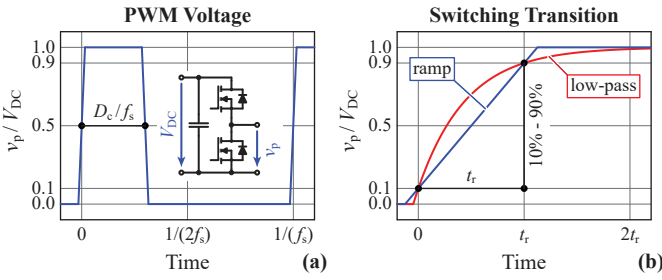 PWM Voltage
v_p / V_DC
1.0
0.9
0.5
0.1
0.0
D_c/f_s
V_DC
v_p
0
1/(2f_s)
1/(f_s)
Time
(a)
Switching Transition
v_p / V_DC
1.0
0.9
0.5
0.1
0.0
ramp
low-pass
10% - 90%
t_r
0
t_r
2t_r
Time
(b)